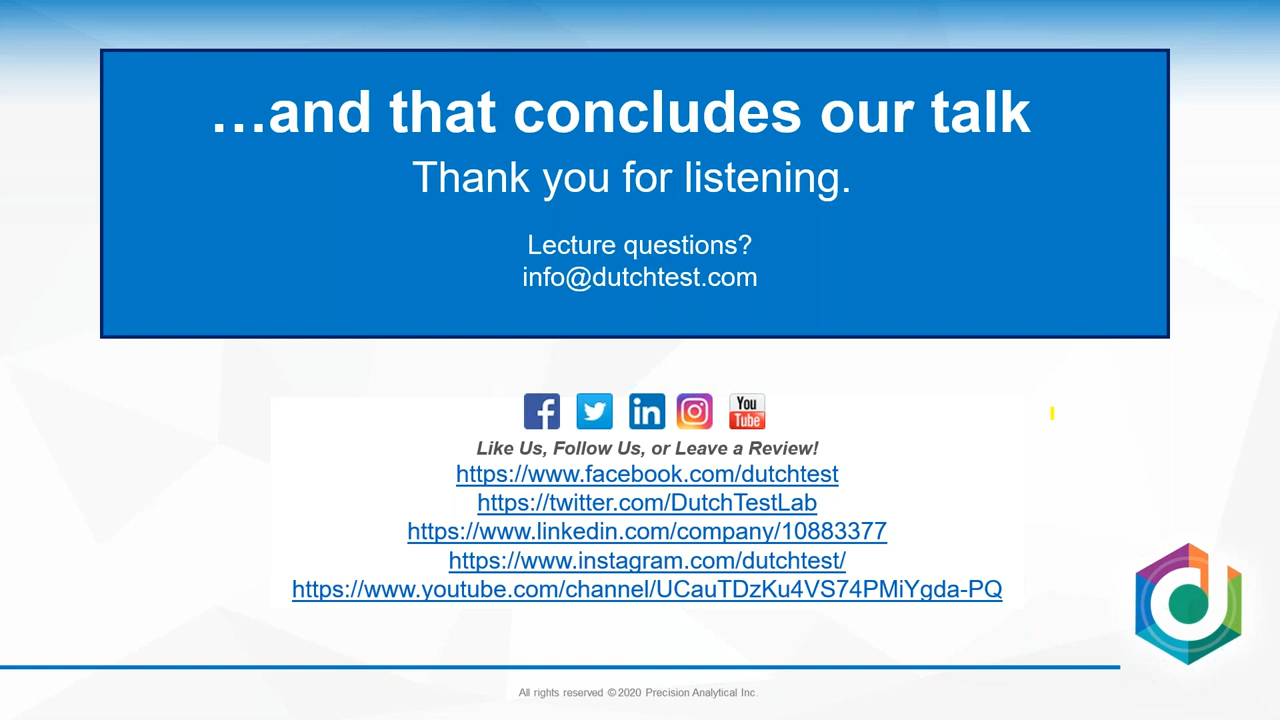 …and that concludes our talk
Thank you for listening.
Lecture questions?
info@dutchtest.com
You
Tube
Like Us, Follow Us, or Leave a Review!
https://www.facebook.com/dutchtest
https://twitter.com/DutchTestLab
https://www.linkedin.com/company/10883377
https://www.instagram.com/dutchtest/
https://www.youtube.com/channel/UCauTDzKu4VS74PMiYgda-PQ
All rights reserved ©2020 Precision Analytical Inc.